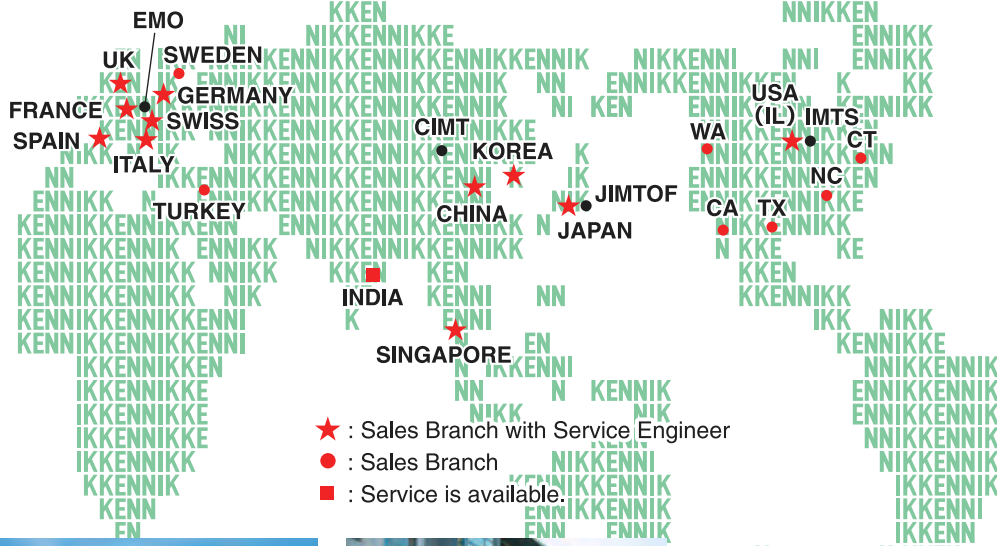 EMO
UK
SWEDEN
GERMANY
FRANCE
SWISS
SPAIN
ITALY
TURKEY
CIMT
KOREA
CHINA
JIMTOF
JAPAN
INDIA
SINGAPORE
USA
(IL)
IMTS
WA
CT
NC
CA
TX
★ : Sales Branch with Service Engineer
● : Sales Branch
■ : Service is available.